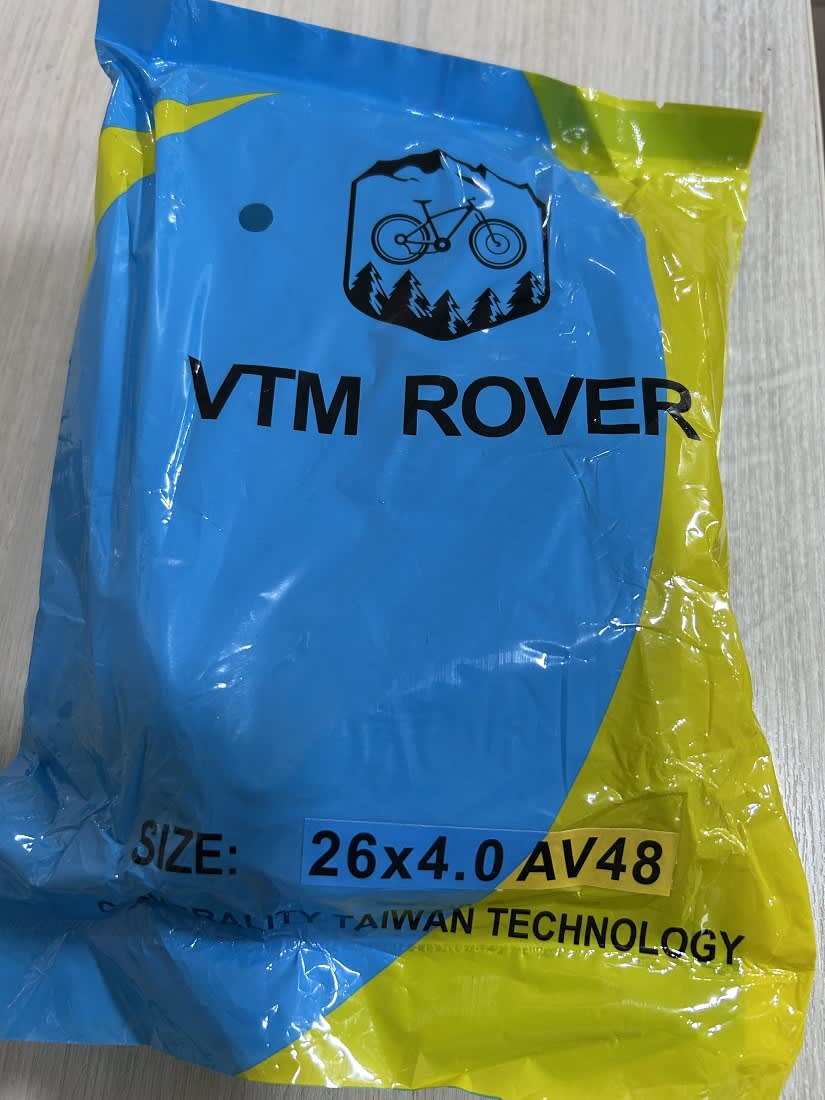 VTM ROVER
SIZE: 26x4.0 AV48
TAIWAN TECHNOLOGY